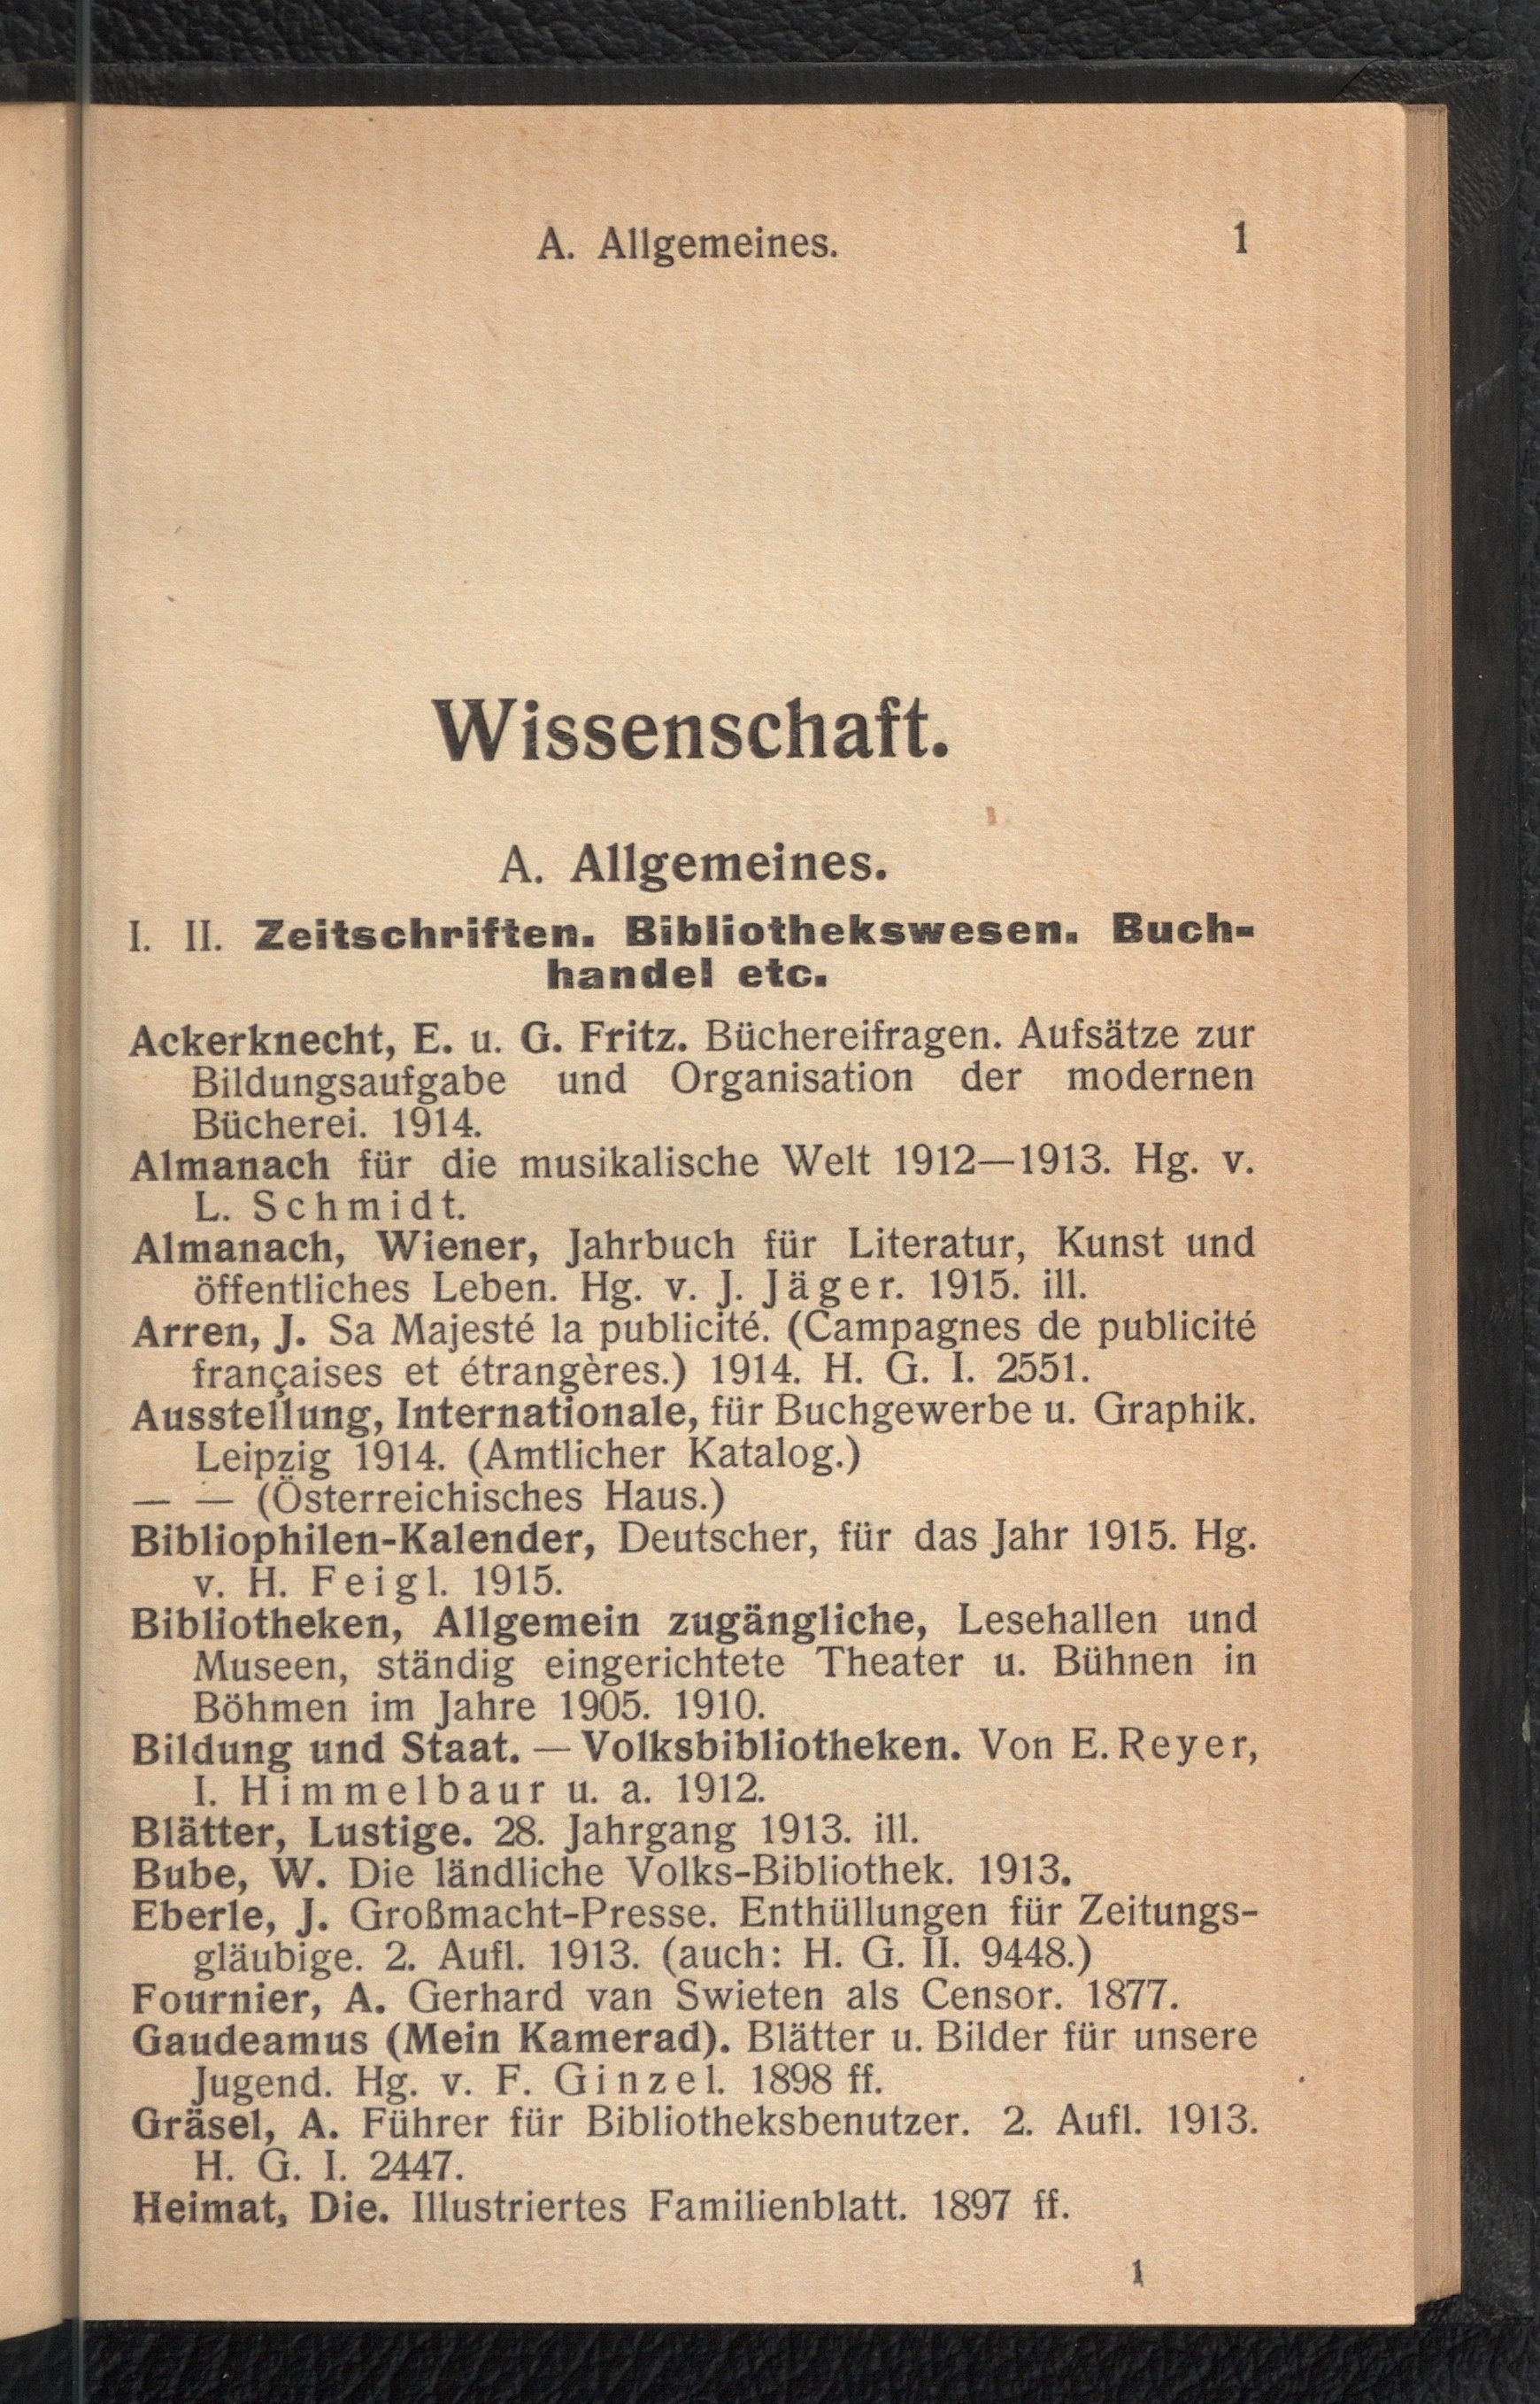 A. Allgemeines. 1
Wissenschaft.
A. Allgemeines.
I. II. Zeitschriften. Bibliothekswesen. Buch-
handel etc.
Ackerknecht, E. u. G. Fritz. Büchereifragen. Aufsätze zur
Bildungsaufgabe und Organisation der modernen
Bücherei. 1914.
Almanach für die musikalische Welt 1912—1913. Hg. v.
L. Schmidt.
Almanach, Wiener, Jahrbuch für Literatur, Kunst und
öffentliches Leben. Hg. v. J. Jäger. 1915. ill.
Arren, J. Sa Majesté la publicité. (Campagnes de publicité
françaises et étrangères.) 1914. H. G. I. 2551.
Ausstellung, Internationale, für Buchgewerbe u. Graphik.
Leipzig 1914. (Amtlicher Katalog.)
— — (Österreichisches Haus.)
Bibliophilen-Kalender, Deutscher, für das Jahr 1915. Hg.
v. H. Feigl. 1915.
Bibliotheken, Allgemein zugängliche, Lesehallen und
Museen, ständig eingerichtete Theater u. Bühnen in
Böhmen im Jahre 1905. 1910.
Bildung und Staat. — Volksbibliotheken. Von E. Reyer,
I. Himmelbaur u. a. 1912.
Blätter, Lustige. 28. Jahrgang 1913. ill.
Bube, W. Die ländliche Volks-Bibliothek. 1913.
Eberle, J. Großmacht-Presse. Enthüllungen für Zeitungs-
gläubige. 2. Aufl. 1913. (auch: H. G. II. 9448.)
Fournier, A. Gerhard van Swieten als Censor. 1877.
Gaudeamus (Mein Kamerad). Blätter u. Bilder für unsere
Jugend. Hg. v. F. Ginzel. 1898 ff.
Gräsel, A. Führer für Bibliotheksbenutzer. 2. Aufl. 1913.
H. G. I. 2447.
Heimat, Die. Illustriertes Familienblatt. 1897 ff.
1